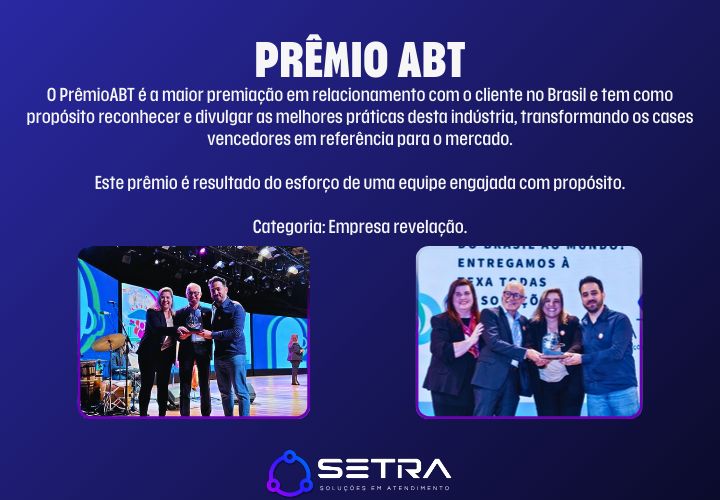 PRÊMIO ABT
O PrêmioABT é a maior premiação em relacionamento com o cliente no Brasil e tem como
propósito reconhecer e divulgar as melhores práticas desta indústria, transformando os cases
vencedores em referência para o mercado.
Este prêmio é resultado do esforço de uma equipe engajada com propósito.
Categoria: Empresa revelação.
DO BRASIL AO MUNDO:
ENTREGAMOS À
TODAS
SETRA
SOLUÇÕES EM ATENDIMENTO